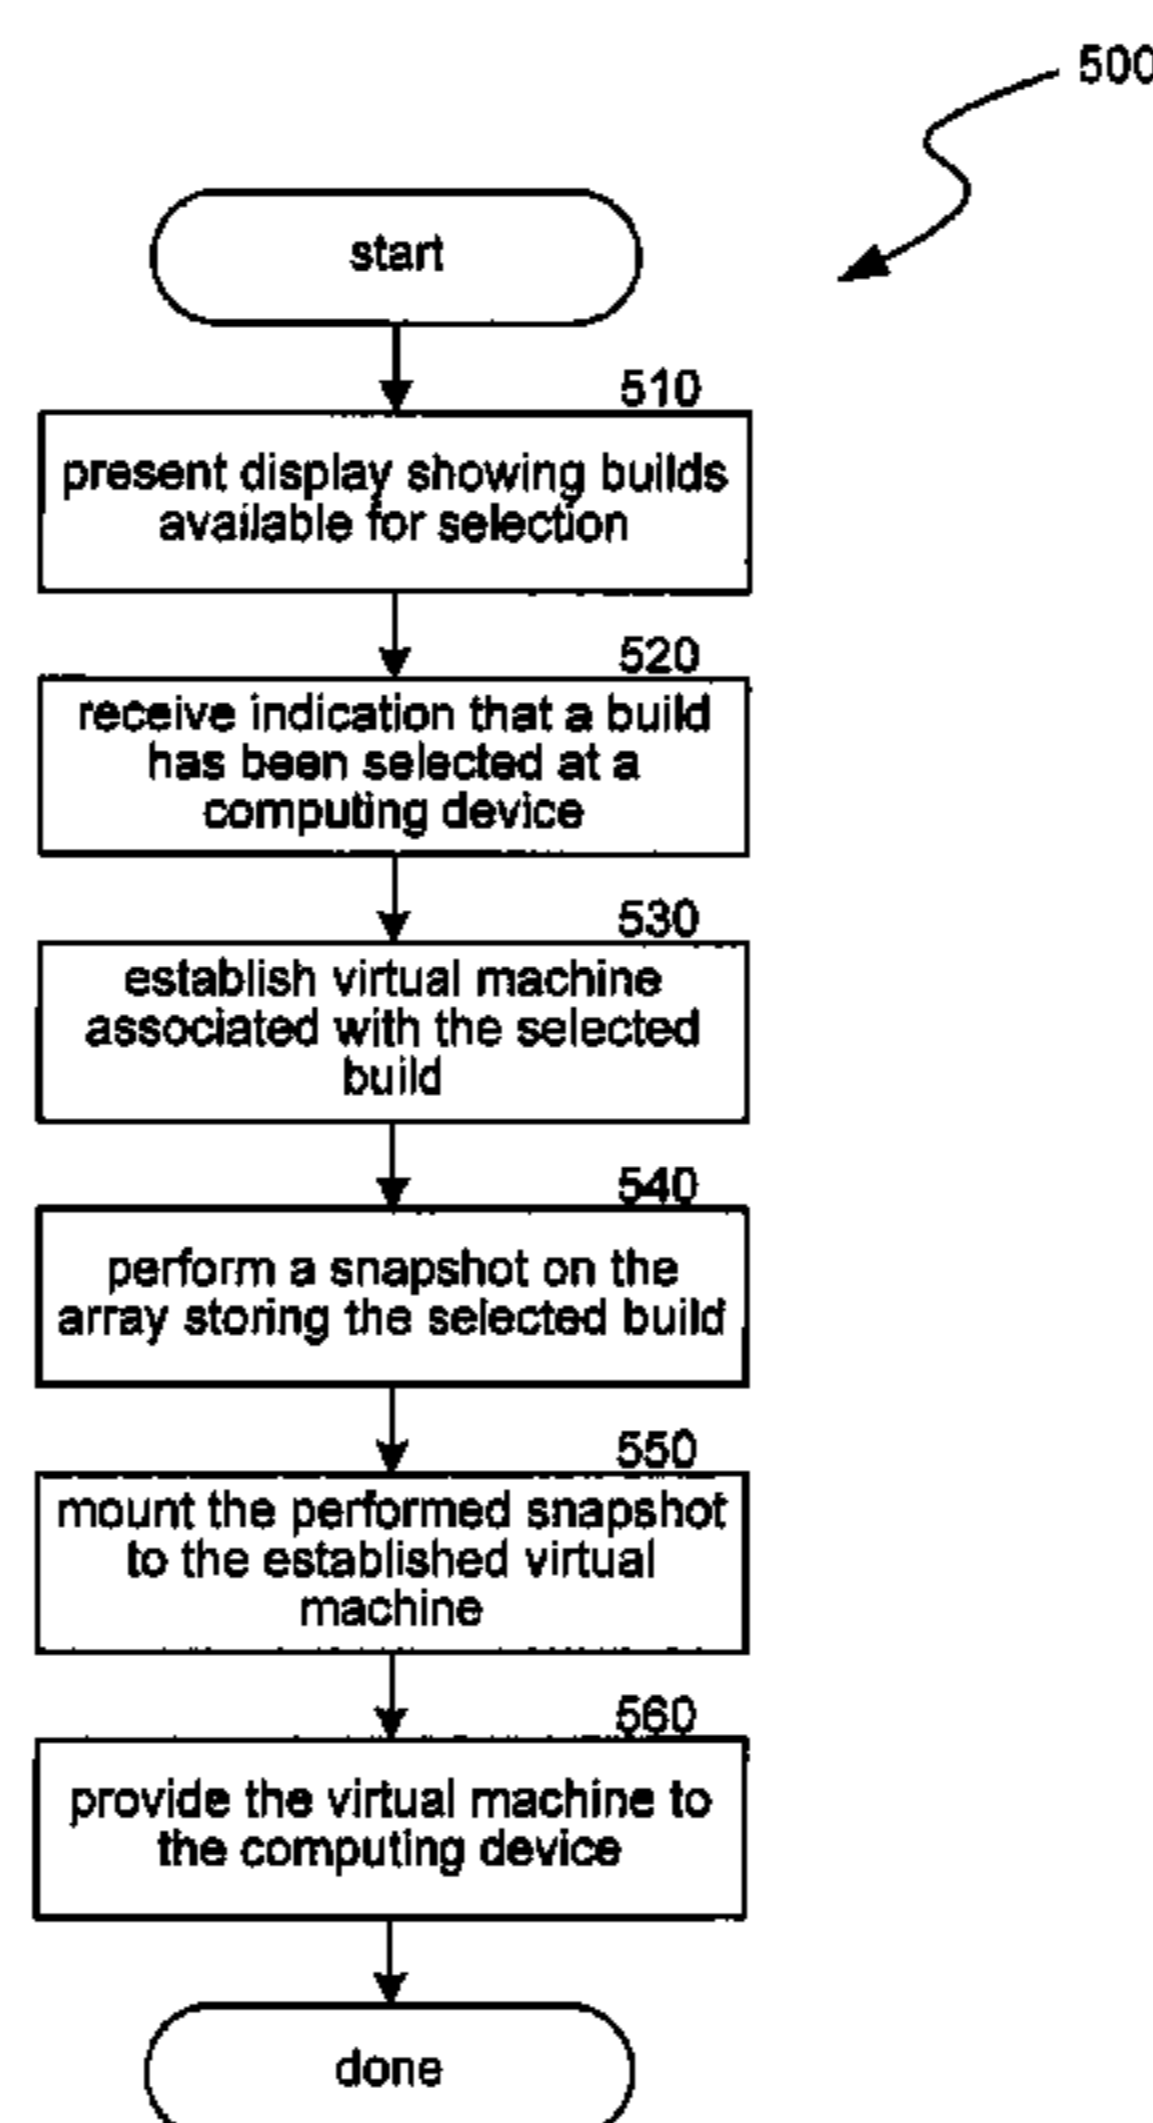 500
start
510
present display showing builds
available for selection
520
receive indication that a build
has been selected at a
computing device
530
establish virtual machine
associated with the selected
build
540
perform a snapshot on the
array storing the selected build
550
mount the performed snapshot
to the established virtual
machine
560
provide the virtual machine to
the computing device
done